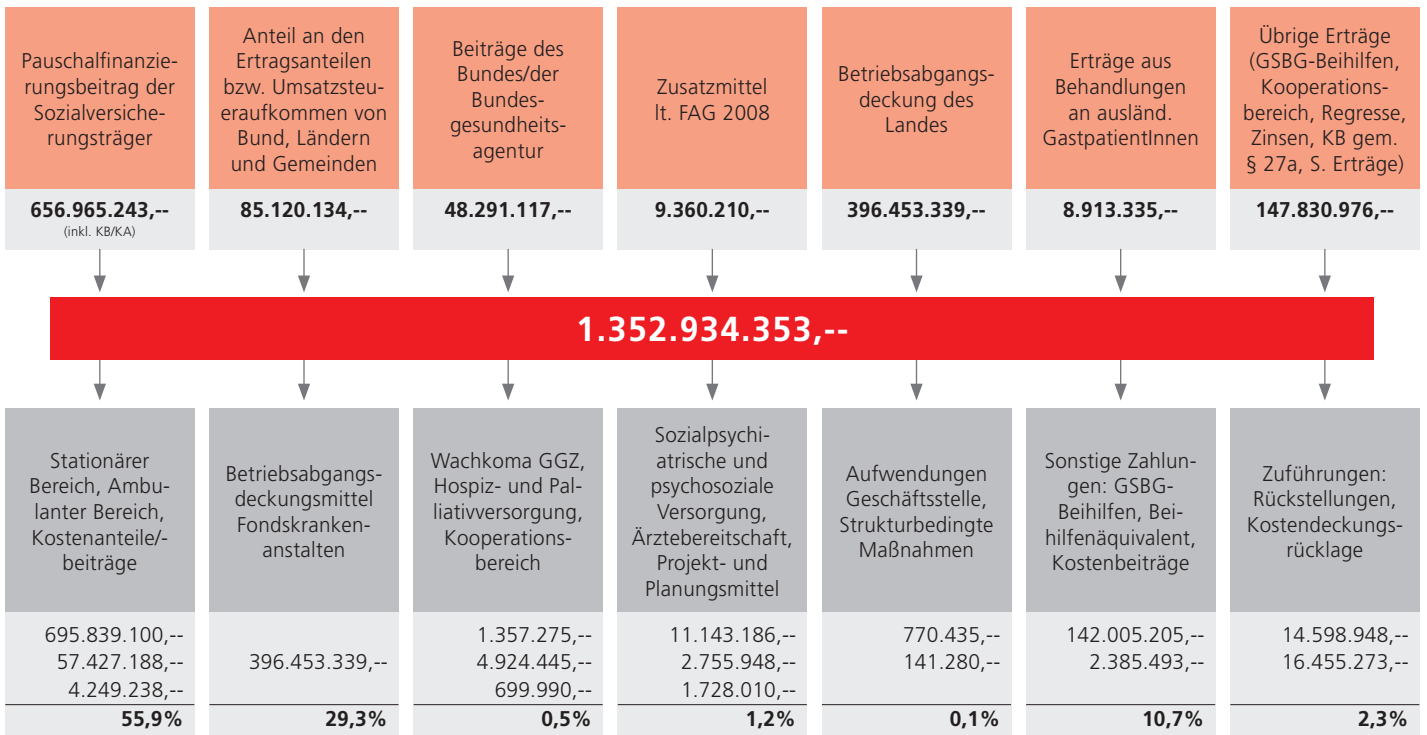 Pauschalfinanzie-
rungsbeitrag der
Sozialversiche-
rungsträger
656.965.243,--
(inkl. KB/KA)
Anteil an den
Ertragsanteilen
bzw. Umsatzsteu-
eraufkommen von
Bund, Ländern
und Gemeinden
85.120.134,--
Beiträge des
Bundes/der
Bundes-
gesundheits-
agentur
48.291.117,--
Zusatzmittel
lt. FAG 2008
9.360.210,--
Betriebsabgangs-
deckung des
Landes
396.453.339,--
Erträge aus
Behandlungen
an ausländ.
GastpatientInnen
8.913.335,--
Übrige Erträge
(GSBG-Beihilfen,
Kooperations-
bereich, Regresse,
Zinsen, KB gem.
§ 27a, S. Erträge)
147.830.976,--
1.352.934.353,--
Stationärer
Bereich, Ambu-
lanter Bereich,
Kostenanteile/-
beiträge
695.839.100,--
57.427.188,--
4.249.238,--
55,9%
Betriebsabgangs-
deckungsmittel
Fondskranken-
anstalten
396.453.339,--
29,3%
Wachkoma GGZ,
Hospiz- und Pal-
liativversorgung,
Kooperations-
bereich
1.357.275,--
4.924.445,--
699.990,--
0,5%
Sozialpsychi-
atrische und
psychosoziale
Versorgung,
Ärztebereitschaft,
Projekt- und
Planungsmittel
11.143.186,--
2.755.948,--
1.728.010,--
1,2%
Aufwendungen
Geschäftsstelle,
Strukturbedingte
Maßnahmen
770.435,--
141.280,--
0,1%
Sonstige Zahlun-
gen: GSBG-
Beihilfen, Bei-
hilfenäquivalent,
Kostenbeiträge
142.005.205,--
2.385.493,--
10,7%
Zuführungen:
Rückstellungen,
Kostendeckungs-
rücklage
14.598.948,--
16.455.273,--
2,3%